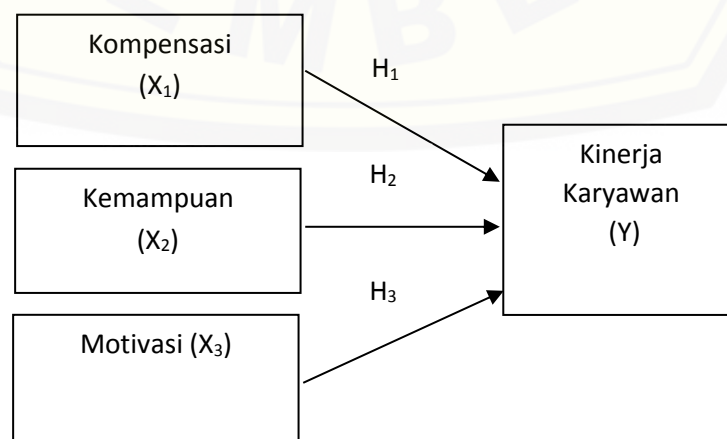 Kompensasi
(X₁)
H₁
Kemampuan
(X₂)
H₂
Kinerja
Karyawan
(Y)
H₃
Motivasi (X₃)